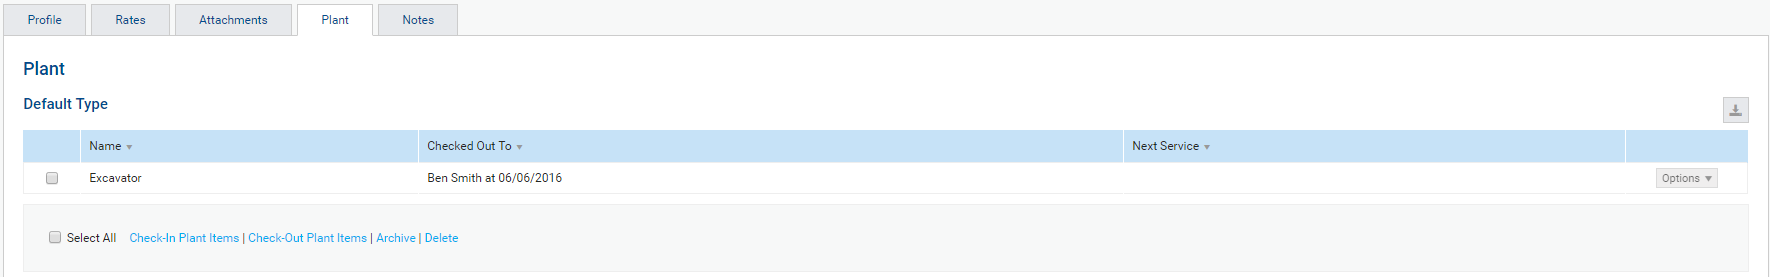 Profile Rates Attachments Plant Notes
Plant
Default Type
Name Checked Out To Next Service
Excavator Ben Smith at 06/06/2016 Options
Select All Check-In Plant Items | Check-Out Plant Items | Archive | Delete